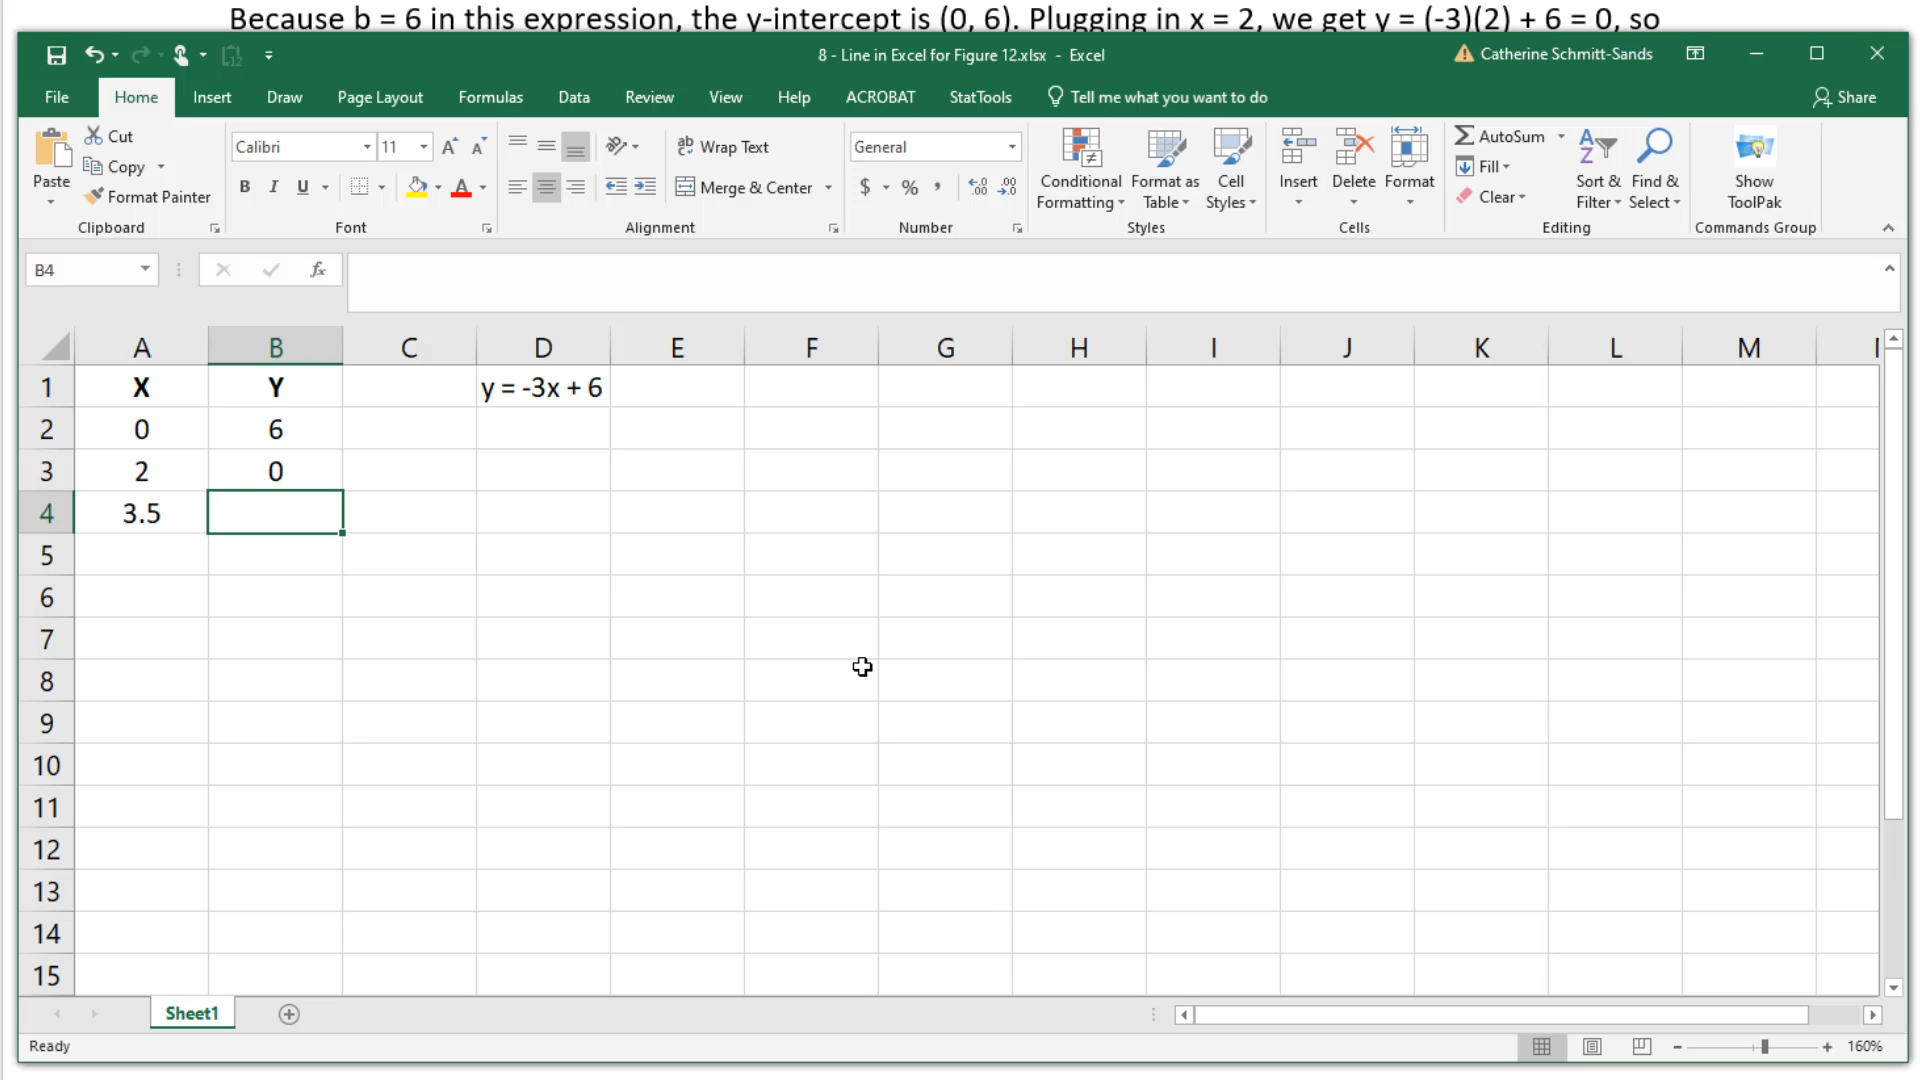 Because b = 6 in this expression, the y-intercept is (0, 6). Plugging in x = 2, we get y = (-3)(2) + 6 = 0, so
8 - Line in Excel for Figure 12.xlsx - Excel
Catherine Schmitt-Sands
File Home Insert Draw Page Layout Formulas Data Review View Help ACROBAT StatTools Tell me what you want to do Share
Paste
Cut
Copy
Format Painter
Clipboard
Calibri 11
B I U
Font
Wrap Text
Merge & Center
Alignment
General
$ % ,
Number
Conditional Formatting
Format as Table
Cell Styles
Styles
Insert Delete Format
Cells
AutoSum
Fill
Clear
Sort & Filter
Find & Select
Editing
Show ToolPak
Commands Group
B4
fx
A B C D E F G H I J K L M
1 X Y y = -3x + 6
2 0 6
3 2 0
4 3.5
5
6
7
8
9
10
11
12
13
14
15
Sheet1
Ready
160%